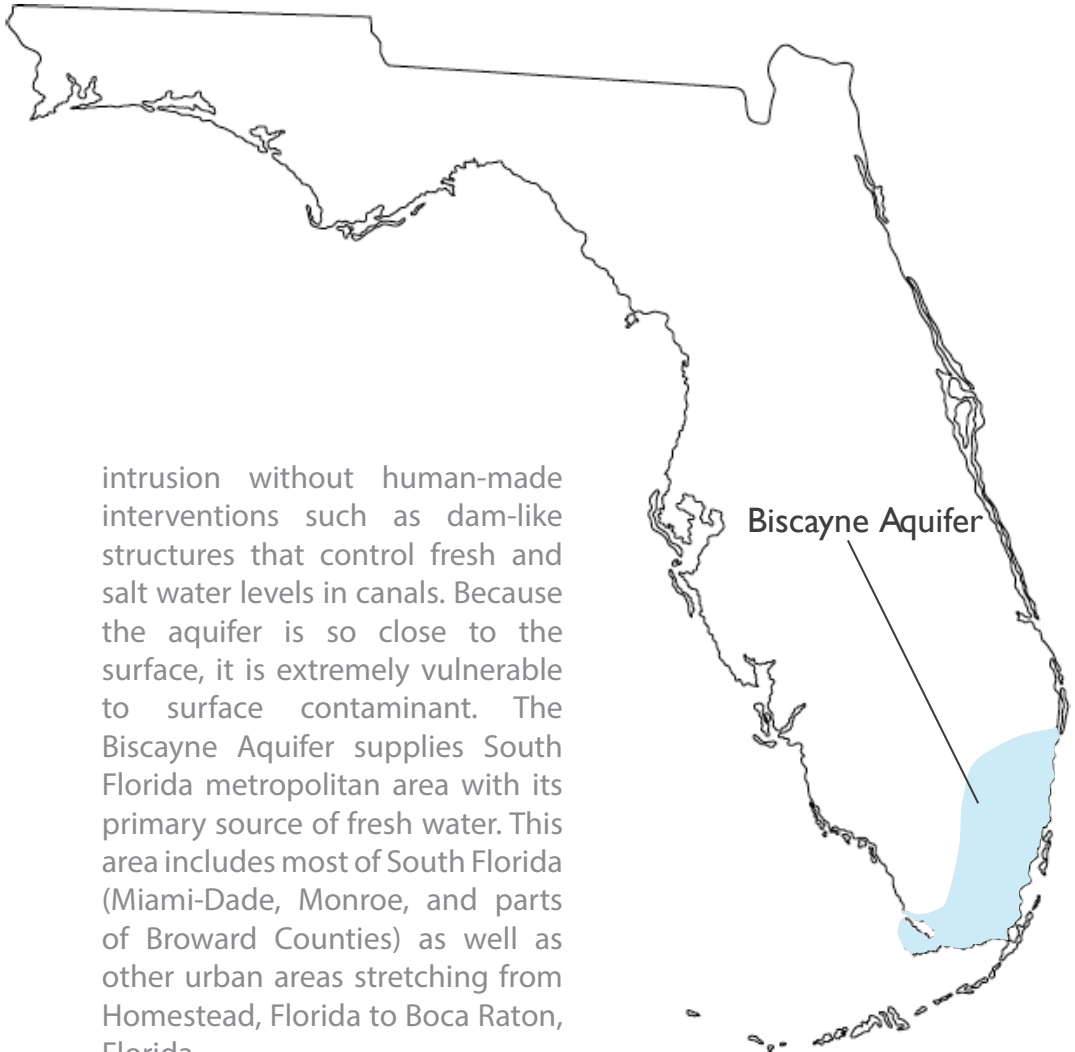 intrusion without human-made
interventions such as dam-like
structures that control fresh and
salt water levels in canals. Because
the aquifer is so close to the
surface, it is extremely vulnerable
to surface contaminant. The
Biscayne Aquifer supplies South
Florida metropolitan area with its
primary source of fresh water. This
area includes most of South Florida
(Miami-Dade, Monroe, and parts
of Broward Counties) as well as
other urban areas stretching from
Homestead, Florida to Boca Raton,
Florida
Biscayne Aquifer